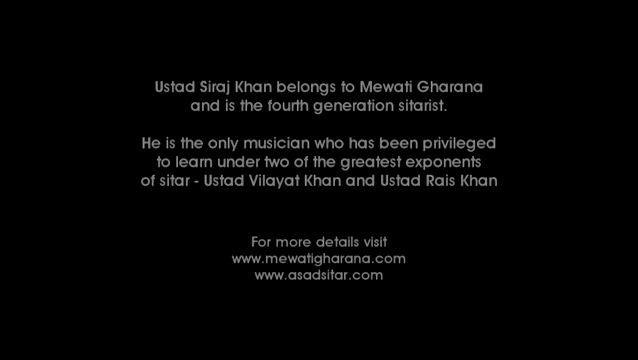 Ustad Siraj Khan belongs to Mewati Gharana
and is the fourth generation sitarist.
He is the only musician who has been privileged
to learn under two of the greatest exponents
of sitar - Ustad Vilayat Khan and Ustad Rais Khan
For more details visit
www.mewatigharana.com
www.asadsitar.com